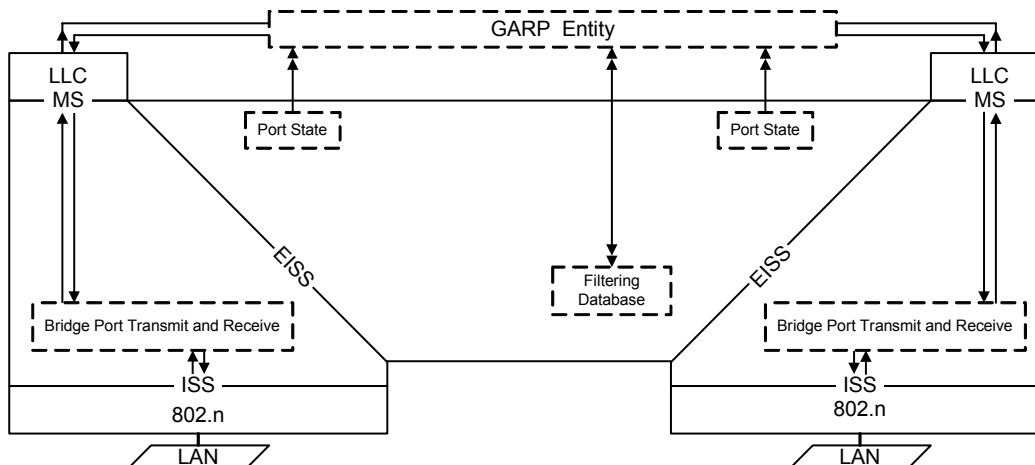 GARP Entity
LLC
MS
LLC
MS
Port State
Port State
EISS
EISS
Filtering
Database
Bridge Port Transmit and Receive
Bridge Port Transmit and Receive
ISS
ISS
802.n
802.n
LAN
LAN